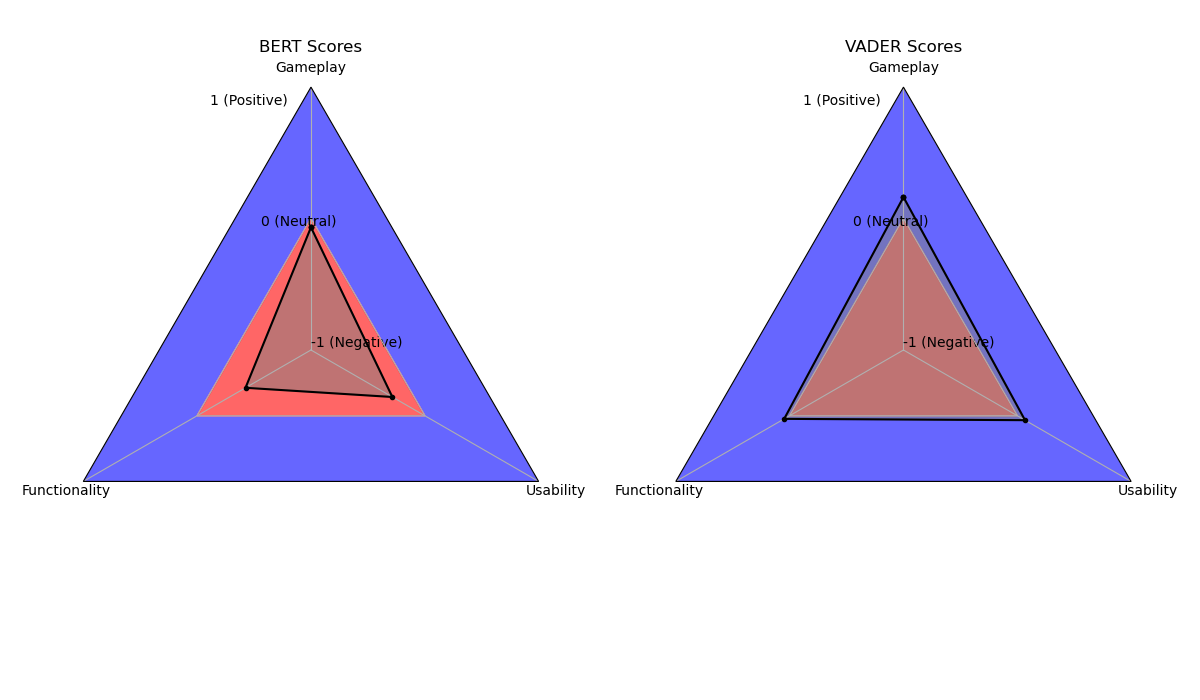 BERT Scores
Gameplay
1 (Positive)
0 (Neutral)
-1 (Negative)
Functionality
Usability
VADER Scores
Gameplay
1 (Positive)
0 (Neutral)
-1 (Negative)
Functionality
Usability